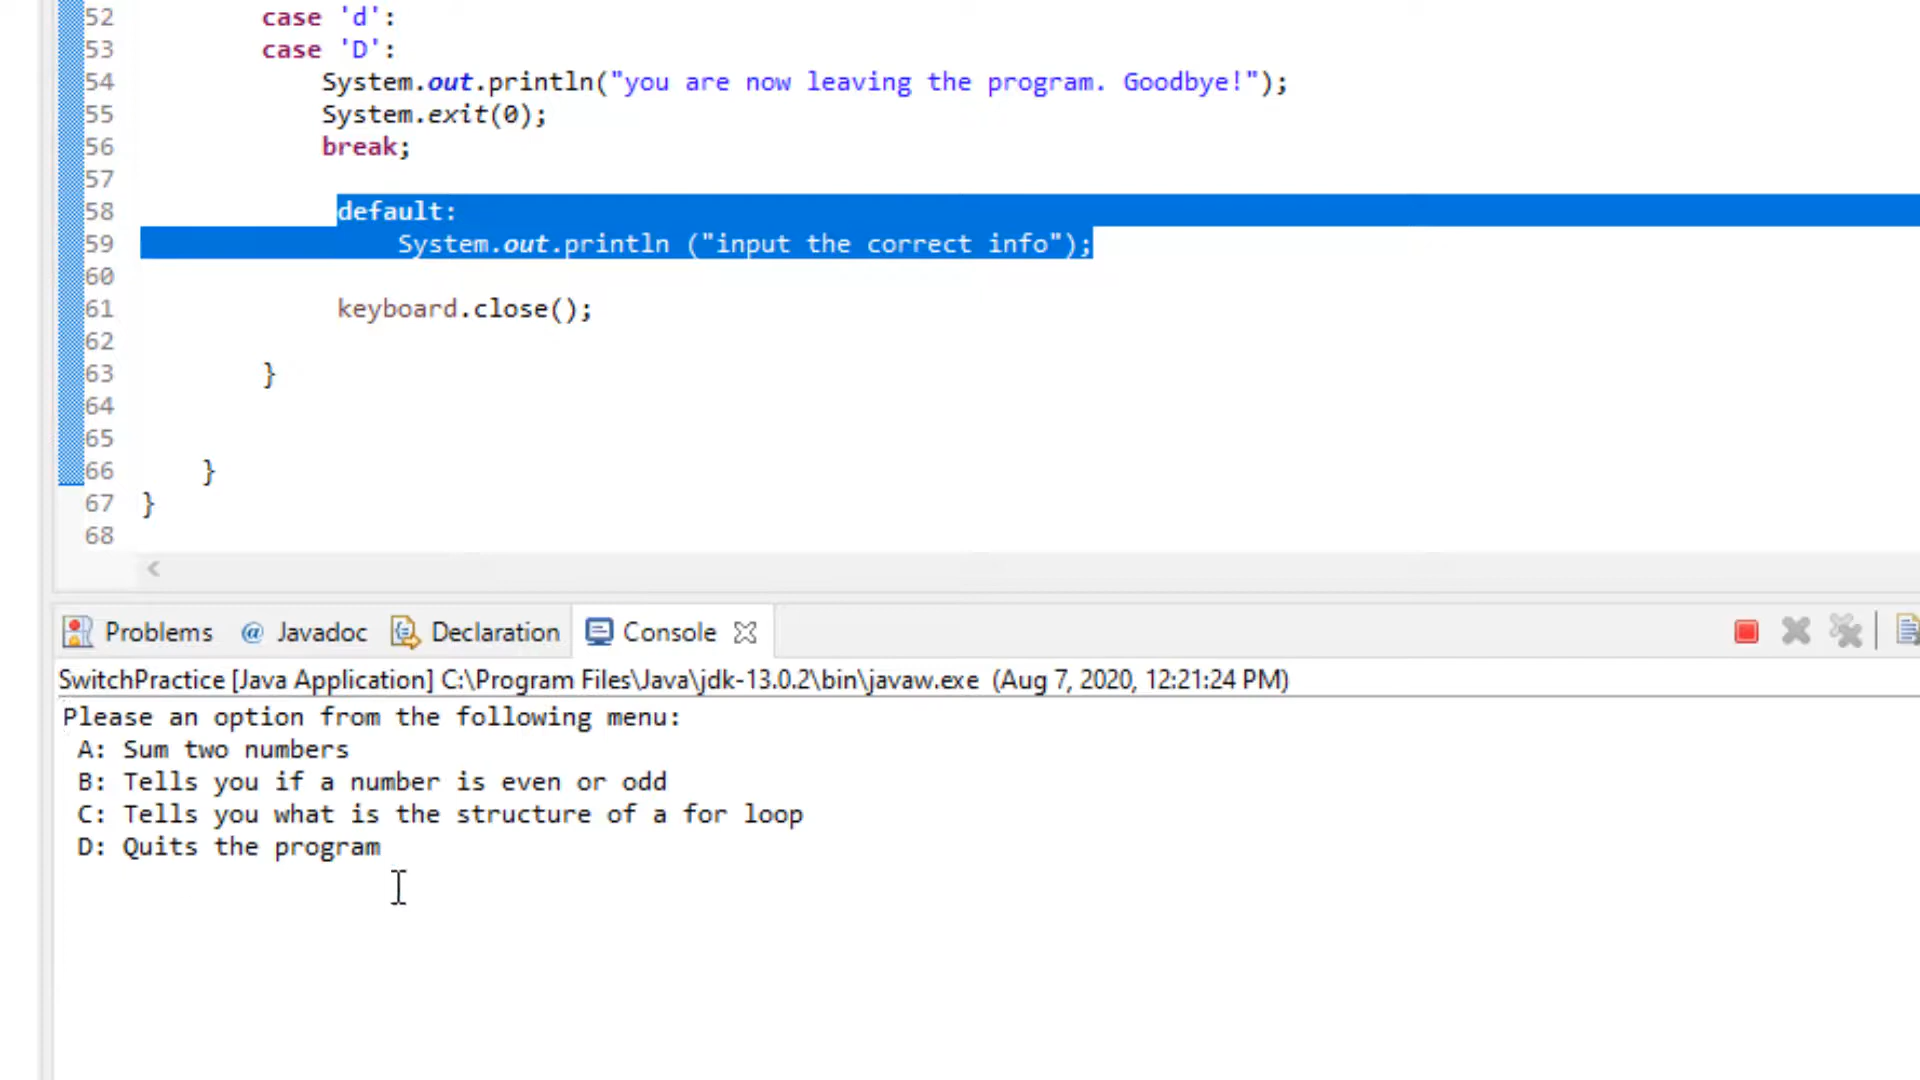 52 case 'd':
53 case 'D':
54 System.out.println("you are now leaving the program. Goodbye!");
55 System.exit(0);
56 break;
57
58 default:
59 System.out.println ("input the correct info");
60
61 keyboard.close();
62
63 }
64
65
66 }
67 }
68
Problems @ Javadoc Declaration Console
SwitchPractice [Java Application] C:\Program Files\Java\jdk-13.0.2\bin\javaw.exe (Aug 7, 2020, 12:21:24 PM)
Please an option from the following menu:
A: Sum two numbers
B: Tells you if a number is even or odd
C: Tells you what is the structure of a for loop
D: Quits the program